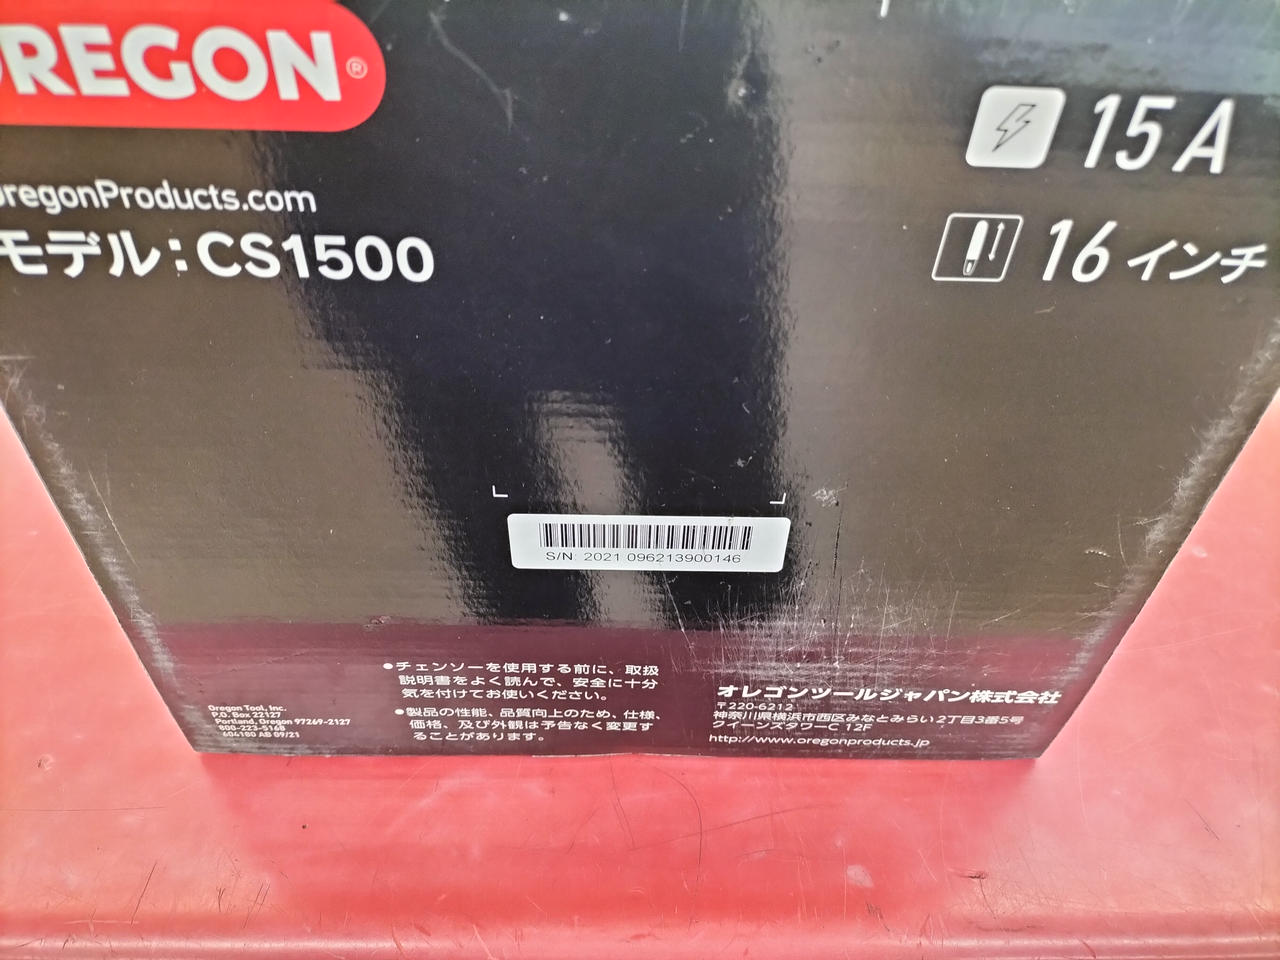 OREGON®
OregonProducts.com
モデル：CS1500
15 A
16 インチ
S/N: 2021 096213900146
●チェンソーを使用する前に、取扱
説明書をよく読んで、安全に十分
気を付けてお使いください。
●製品の性能、品質向上のため、仕様、
価格、及び外観は予告なく変更す
ることがあります。
Oregon Tool, Inc.
P.O. Box 22127
Portland, Oregon 97269-2127
800-223-5168
604180 AB 09/21
オレゴンツールジャパン株式会社
〒220-6212
神奈川県横浜市西区みなとみらい2丁目3番5号
クイーンズタワーC 12F
http://www.oregonproducts.jp